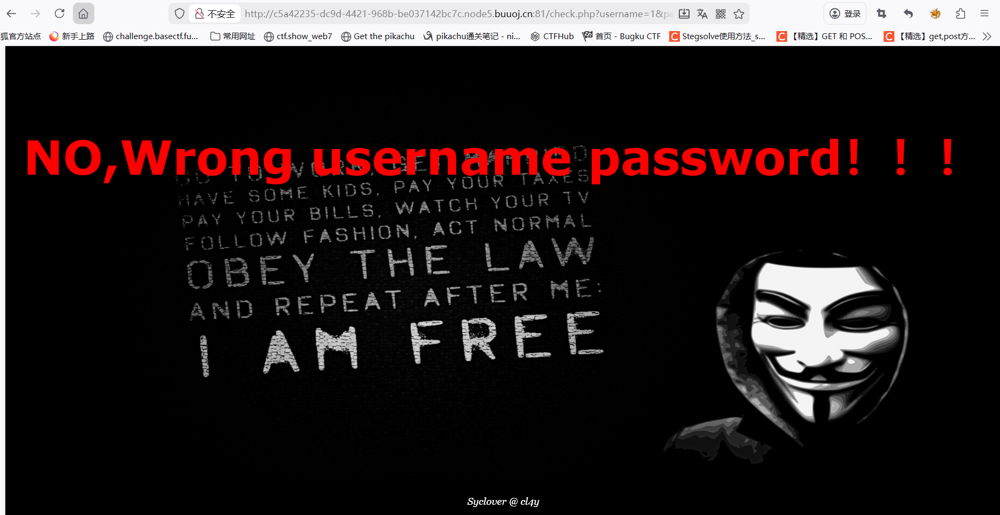 不安全
http://c5a42235-dc9d-4421-968b-be037142bc7c.node5.buuoj.cn:81/check.php?username=1&pa
登录
狐官方站点
新手上路
challenge.basectf.fu...
常用网址
ctf.show_web7
Get the pikachu
pikachu通关笔记 - ni...
CTFHub
首页 - Bugku CTF
Stegsolve使用方法_s...
【精选】GET 和 POS...
【精选】get,post方...
NO,Wrong username password！！！
GO TO WORK, GET MARRIED
HAVE SOME KIDS, PAY YOUR TAXES
PAY YOUR BILLS, WATCH YOUR TV
FOLLOW FASHION, ACT NORMAL
OBEY THE LAW
AND REPEAT AFTER ME:
I AM FREE
Syclover @ cl4y